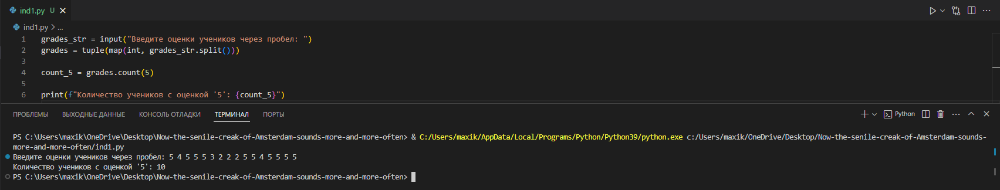 ind1.py U
ind1.py > ...
1 grades_str = input("Введите оценки учеников через пробел: ")
2 grades = tuple(map(int, grades_str.split()))
3
4 count_5 = grades.count(5)
5
6 print(f"Количество учеников с оценкой '5': {count_5}")
ПРОБЛЕМЫ ВЫХОДНЫЕ ДАННЫЕ КОНСОЛЬ ОТЛАДКИ ТЕРМИНАЛ ПОРТЫ Python
PS C:\Users\maxik\OneDrive\Desktop\Now-the-senile-creak-of-Amsterdam-sounds-more-and-more-often> & C:/Users/maxik/AppData/Local/Programs/Python/Python39/python.exe c:/Users/maxik/OneDrive/Desktop/Now-the-senile-creak-of-Amsterdam-sounds-
more-and-more-often/ind1.py
Введите оценки учеников через пробел: 5 4 5 5 5 3 2 2 2 5 5 4 5 5 5 5
Количество учеников с оценкой '5': 10
PS C:\Users\maxik\OneDrive\Desktop\Now-the-senile-creak-of-Amsterdam-sounds-more-and-more-often>